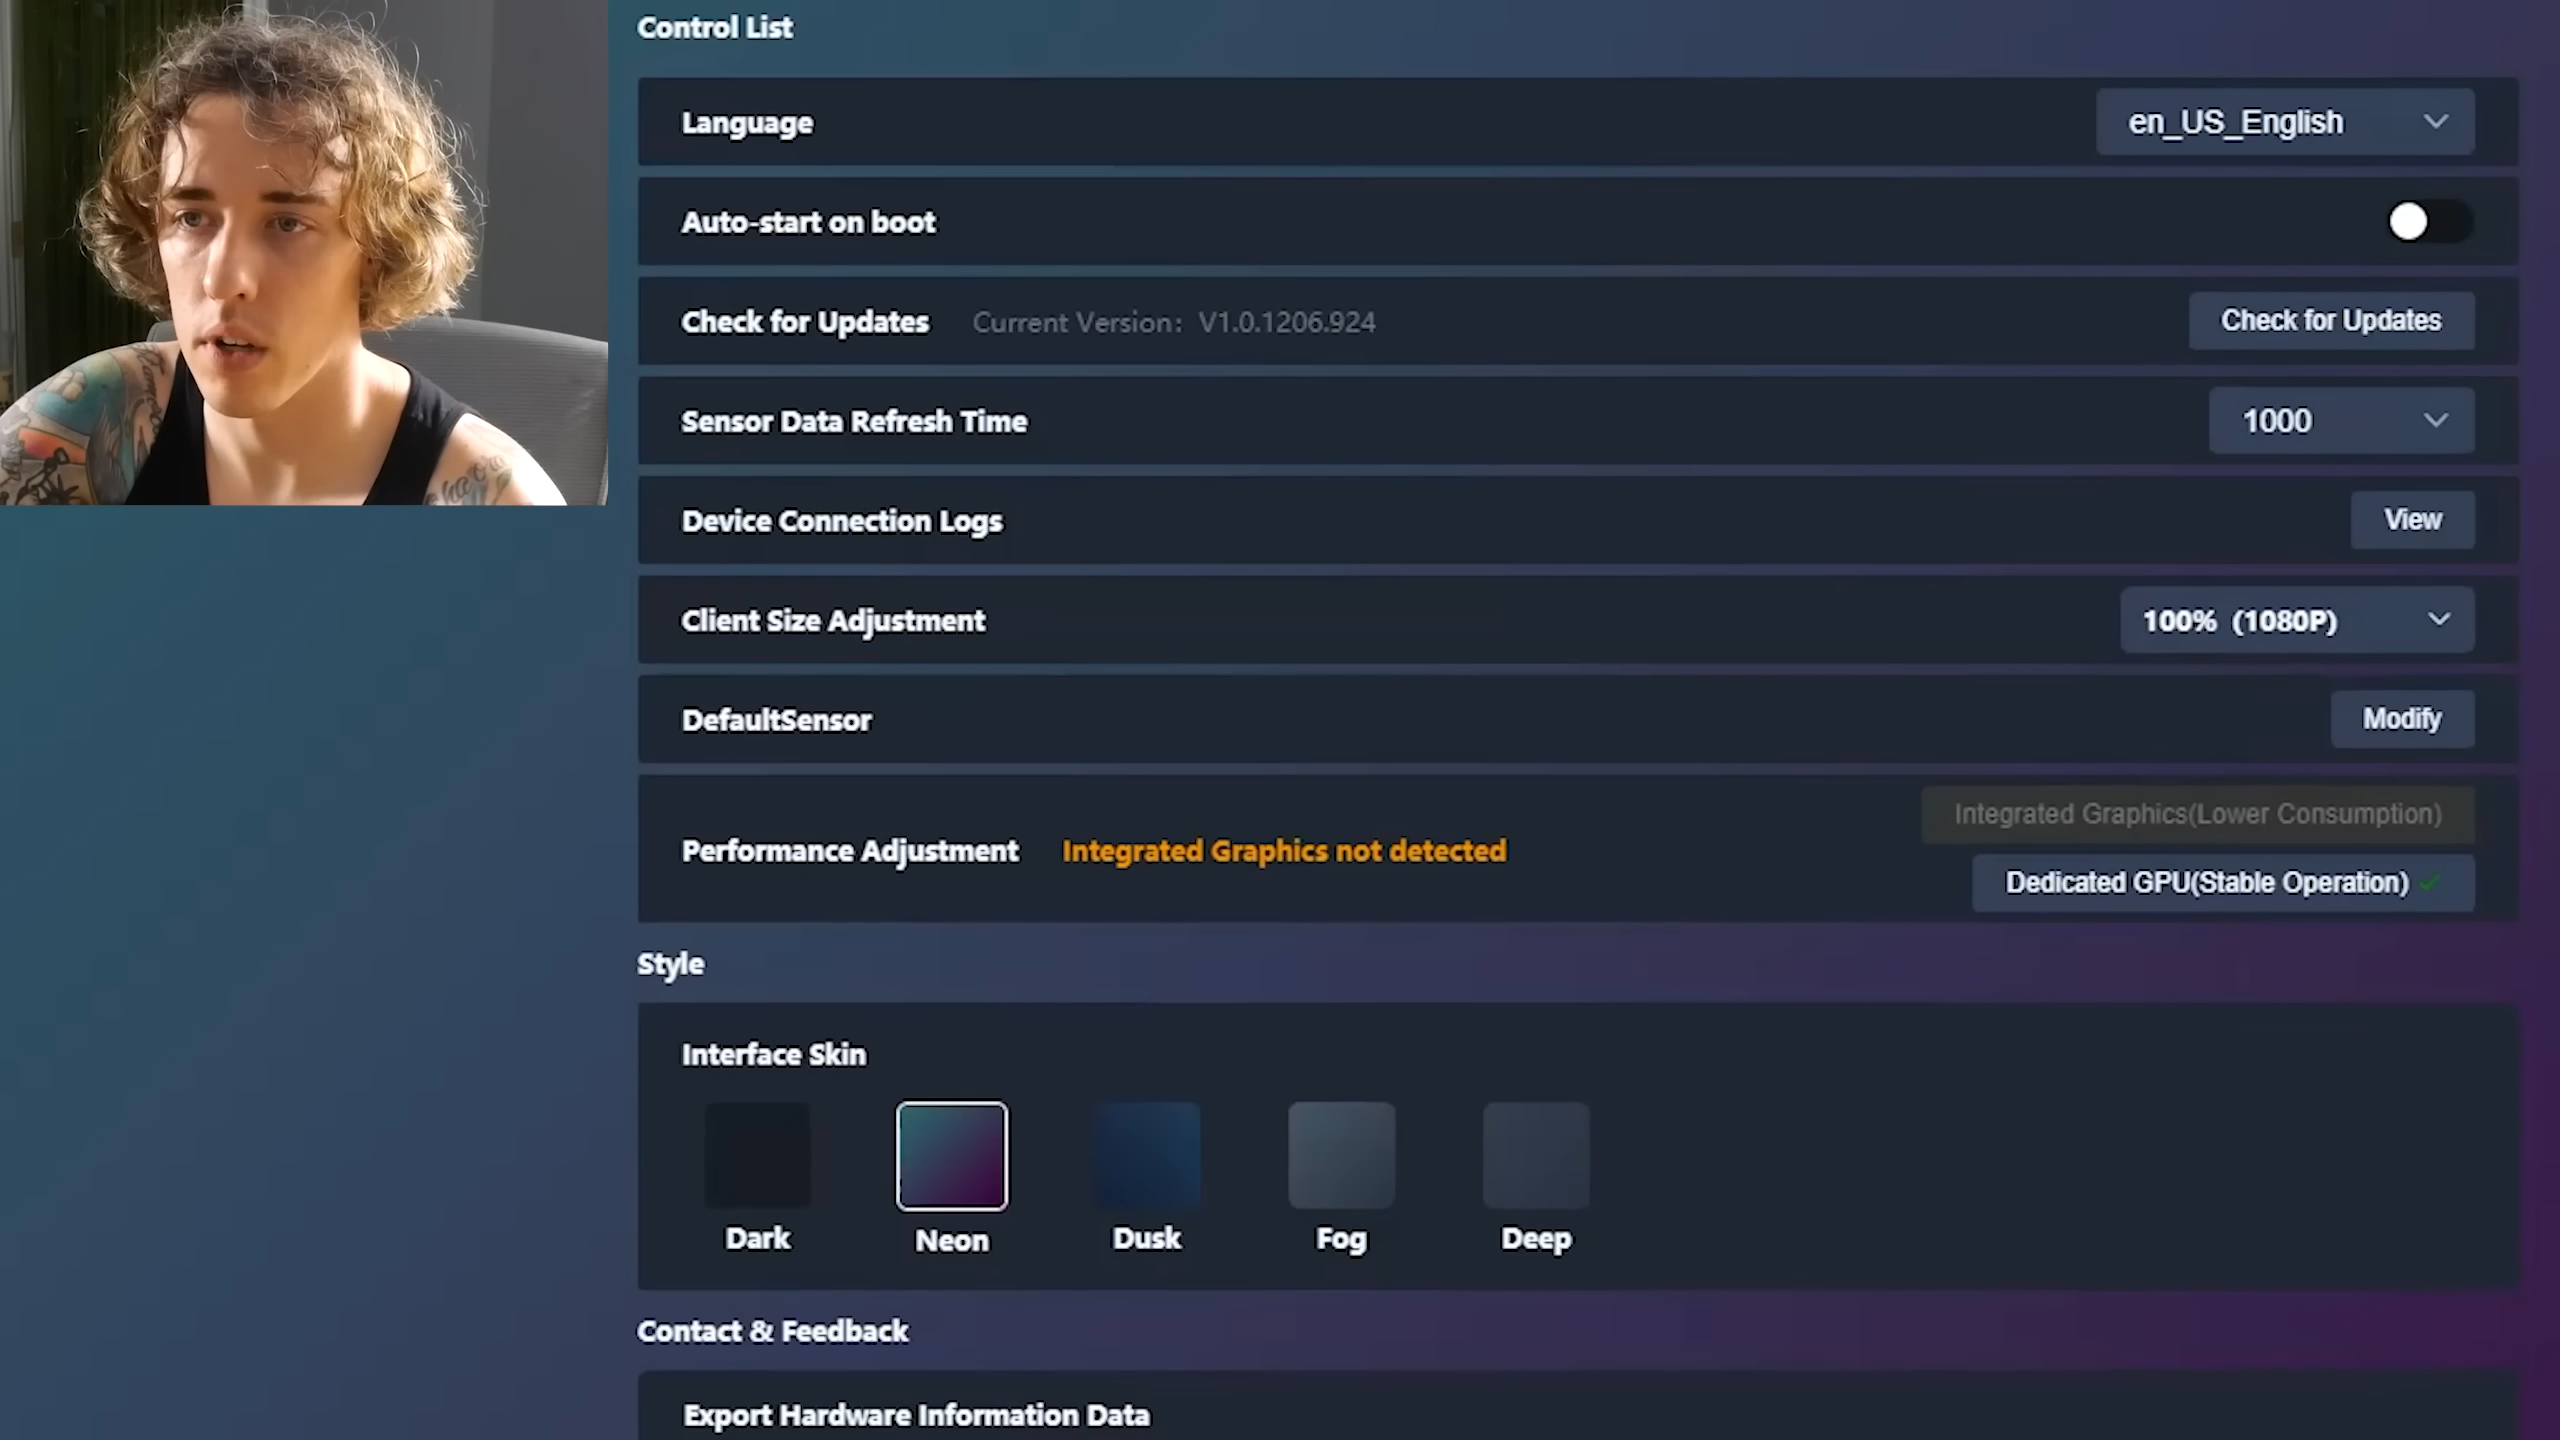 Control List
Language
en_US_English
Auto-start on boot
Check for Updates Current Version: V1.0.1206.924
Check for Updates
Sensor Data Refresh Time
1000
Device Connection Logs
View
Client Size Adjustment
100% (1080P)
DefaultSensor
Modify
Performance Adjustment Integrated Graphics not detected
Integrated Graphics(Lower Consumption)
Dedicated GPU(Stable Operation)
Style
Interface Skin
Dark
Neon
Dusk
Fog
Deep
Contact & Feedback
Export Hardware Information Data